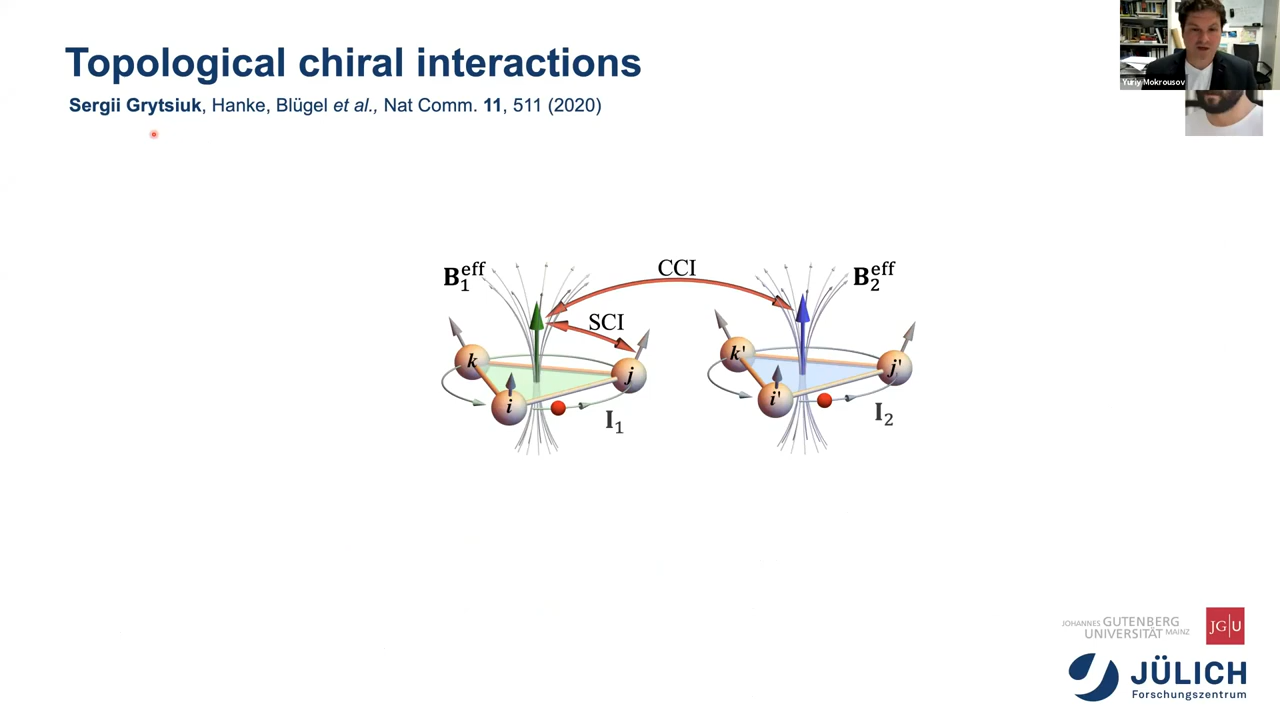 Topological chiral interactions
Sergii Grytsiuk, Hanke, Blügel et al., Nat Comm. 11, 511 (2020)
Yuriy Mokrousov
B₁ᵉᶠᶠ
CCI
B₂ᵉᶠᶠ
SCI
k
j
i
I₁
k'
j'
i'
I₂
JOHANNES GUTENBERG
UNIVERSITÄT MAINZ
JG|U
JÜLICH
Forschungszentrum